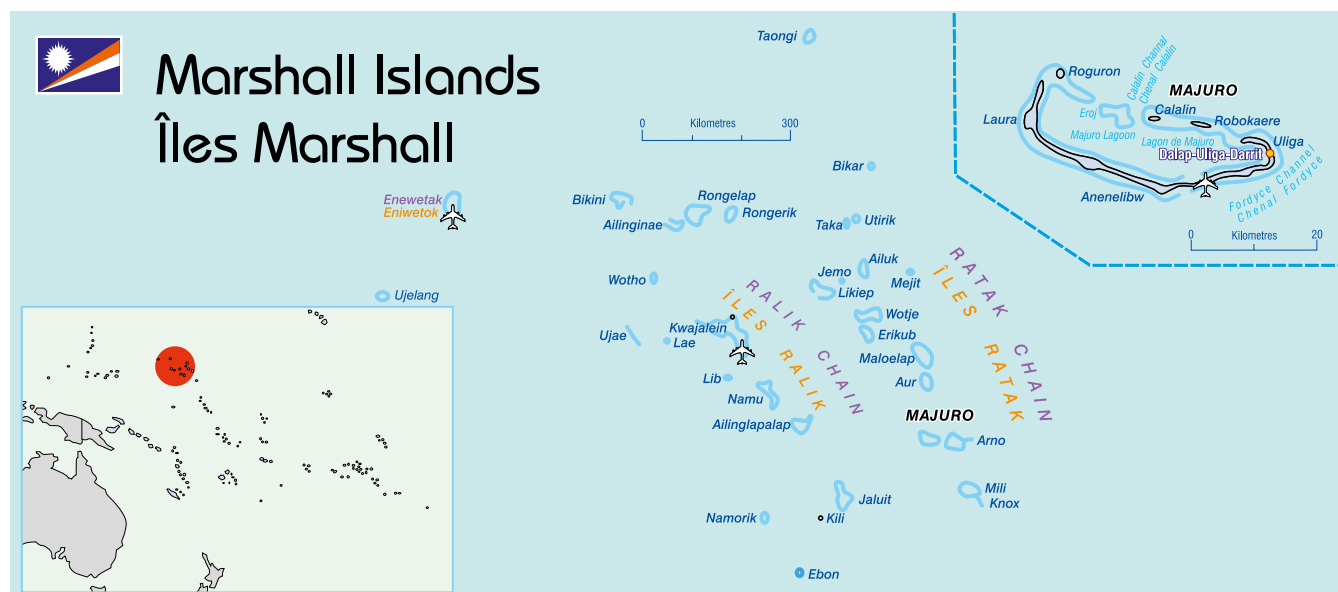 Marshall Islands
Îles Marshall
Taongi
0 Kilometres 300
Bikar
Enewetak
Eniwetok
Bikini
Rongelap
Ailinginae
Rongerik
Taka
Utirik
Ujelang
Wotho
Jemo
Ailuk
Likiep
Mejit
RATAK CHAIN
ÎLES RATAK
RALIK CHAIN
ÎLES RALIK
Ujae
Kwajalein
Lae
Wotje
Erikub
Maloelap
Lib
Aur
Namu
Ailinglapalap
MAJURO
Arno
Jaluit
Mili
Knox
Namorik
Kili
Ebon
Roguron
Calalin Channal
Chenal Calalin
MAJURO
Laura
Eroj
Calalin
Robokaere
Majuro Lagoon
Lagon de Majuro
Uliga
Dalap-Uliga-Darrit
Anenelibw
Fordyce Channel
Chenal Fordyce
0 Kilometres 20